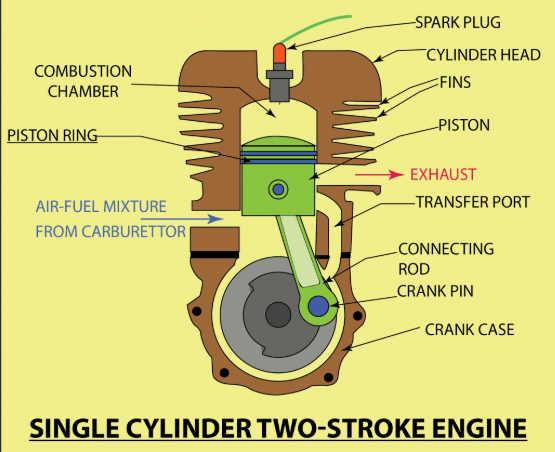 SPARK PLUG
CYLINDER HEAD
COMBUSTION
CHAMBER
FINS
PISTON RING
PISTON
EXHAUST
AIR-FUEL MIXTURE
FROM CARBURETTOR
TRANSFER PORT
CONNECTING
ROD
CRANK PIN
CRANK CASE
SINGLE CYLINDER TWO-STROKE ENGINE